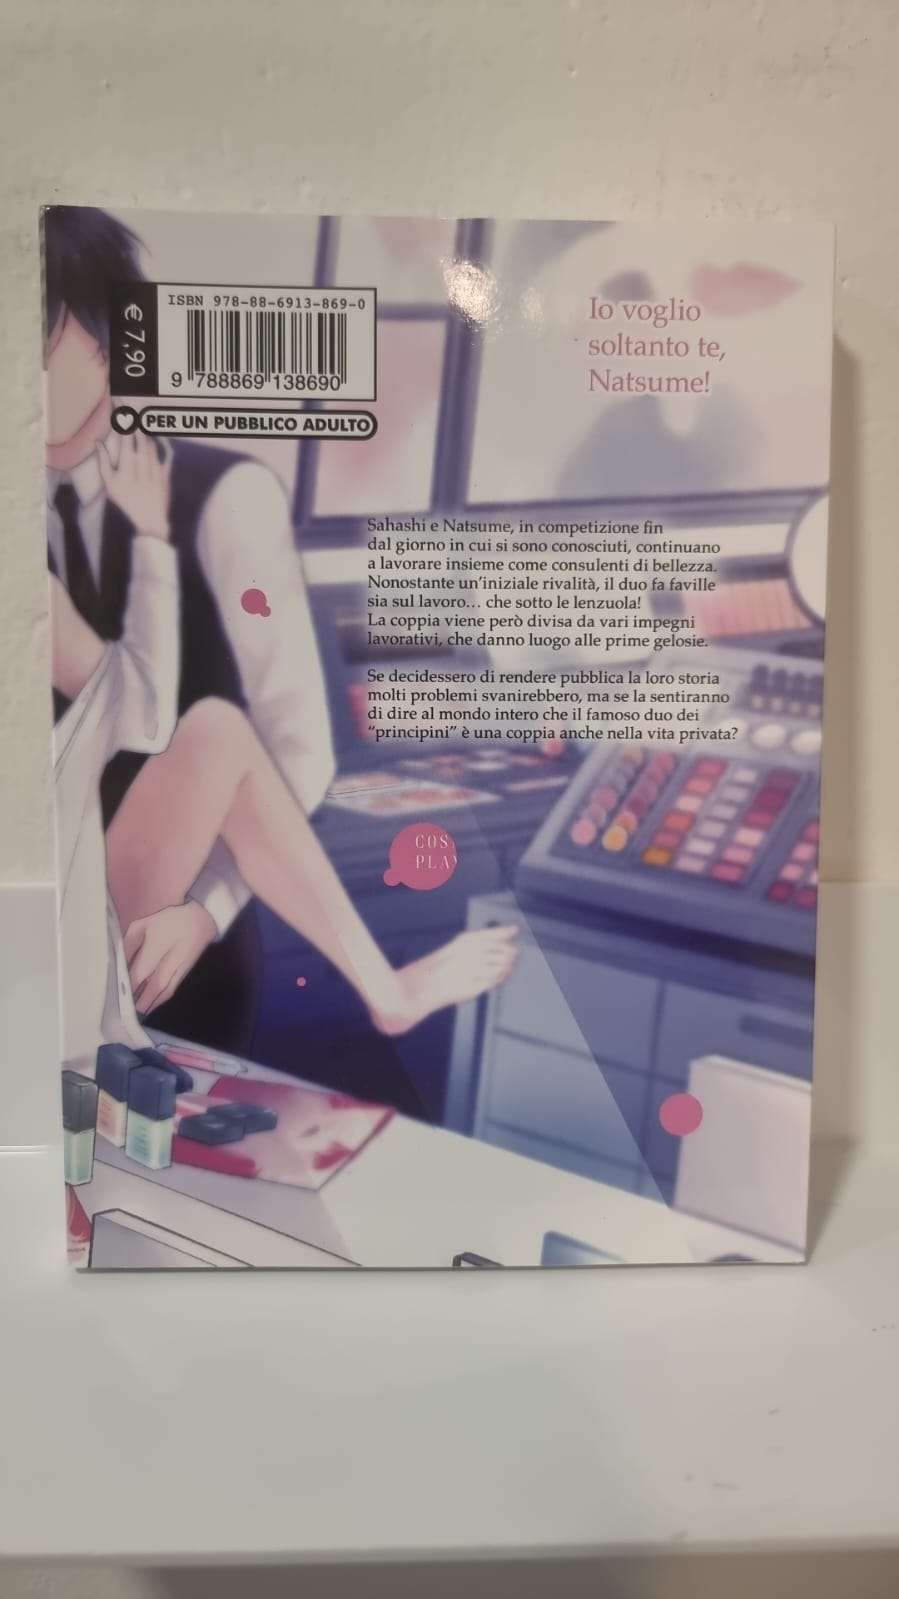 ISBN 978-88-6913-869-0
€ 7,90
9 788869 138690
PER UN PUBBLICO ADULTO
Io voglio
soltanto te,
Natsume!
Sahashi e Natsume, in competizione fin
dal giorno in cui si sono conosciuti, continuano
a lavorare insieme come consulenti di bellezza.
Nonostante un'iniziale rivalità, il duo fa faville
sia sul lavoro… che sotto le lenzuola!
La coppia viene però divisa da vari impegni
lavorativi, che danno luogo alle prime gelosie.
Se decidessero di rendere pubblica la loro storia
molti problemi svanirebbero, ma se la sentiranno
di dire al mondo intero che il famoso duo dei
“principini” è una coppia anche nella vita privata?
COS
PLAY